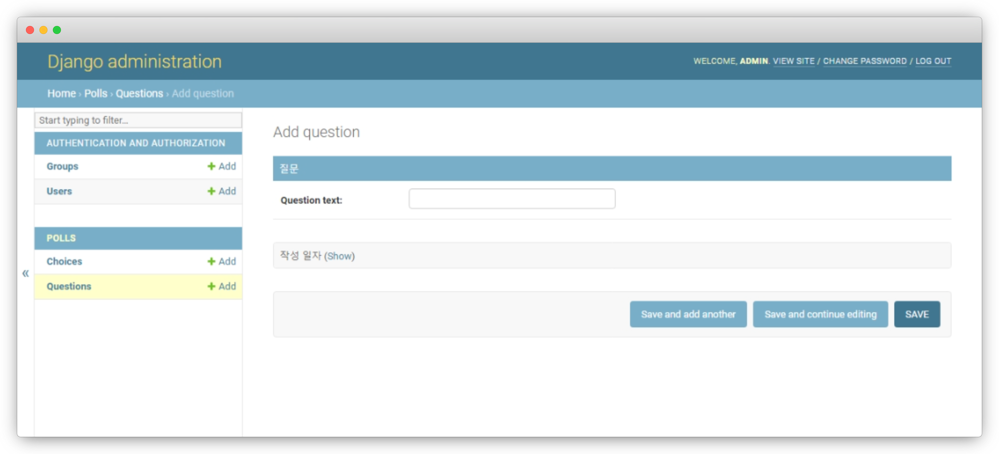 Django administration
WELCOME, ADMIN. VIEW SITE / CHANGE PASSWORD / LOG OUT
Home › Polls › Questions › Add question
Start typing to filter...
AUTHENTICATION AND AUTHORIZATION
Groups + Add
Users + Add
POLLS
Choices + Add
Questions + Add
«
Add question
질문
Question text:
작성 일자 (Show)
Save and add another
Save and continue editing
SAVE